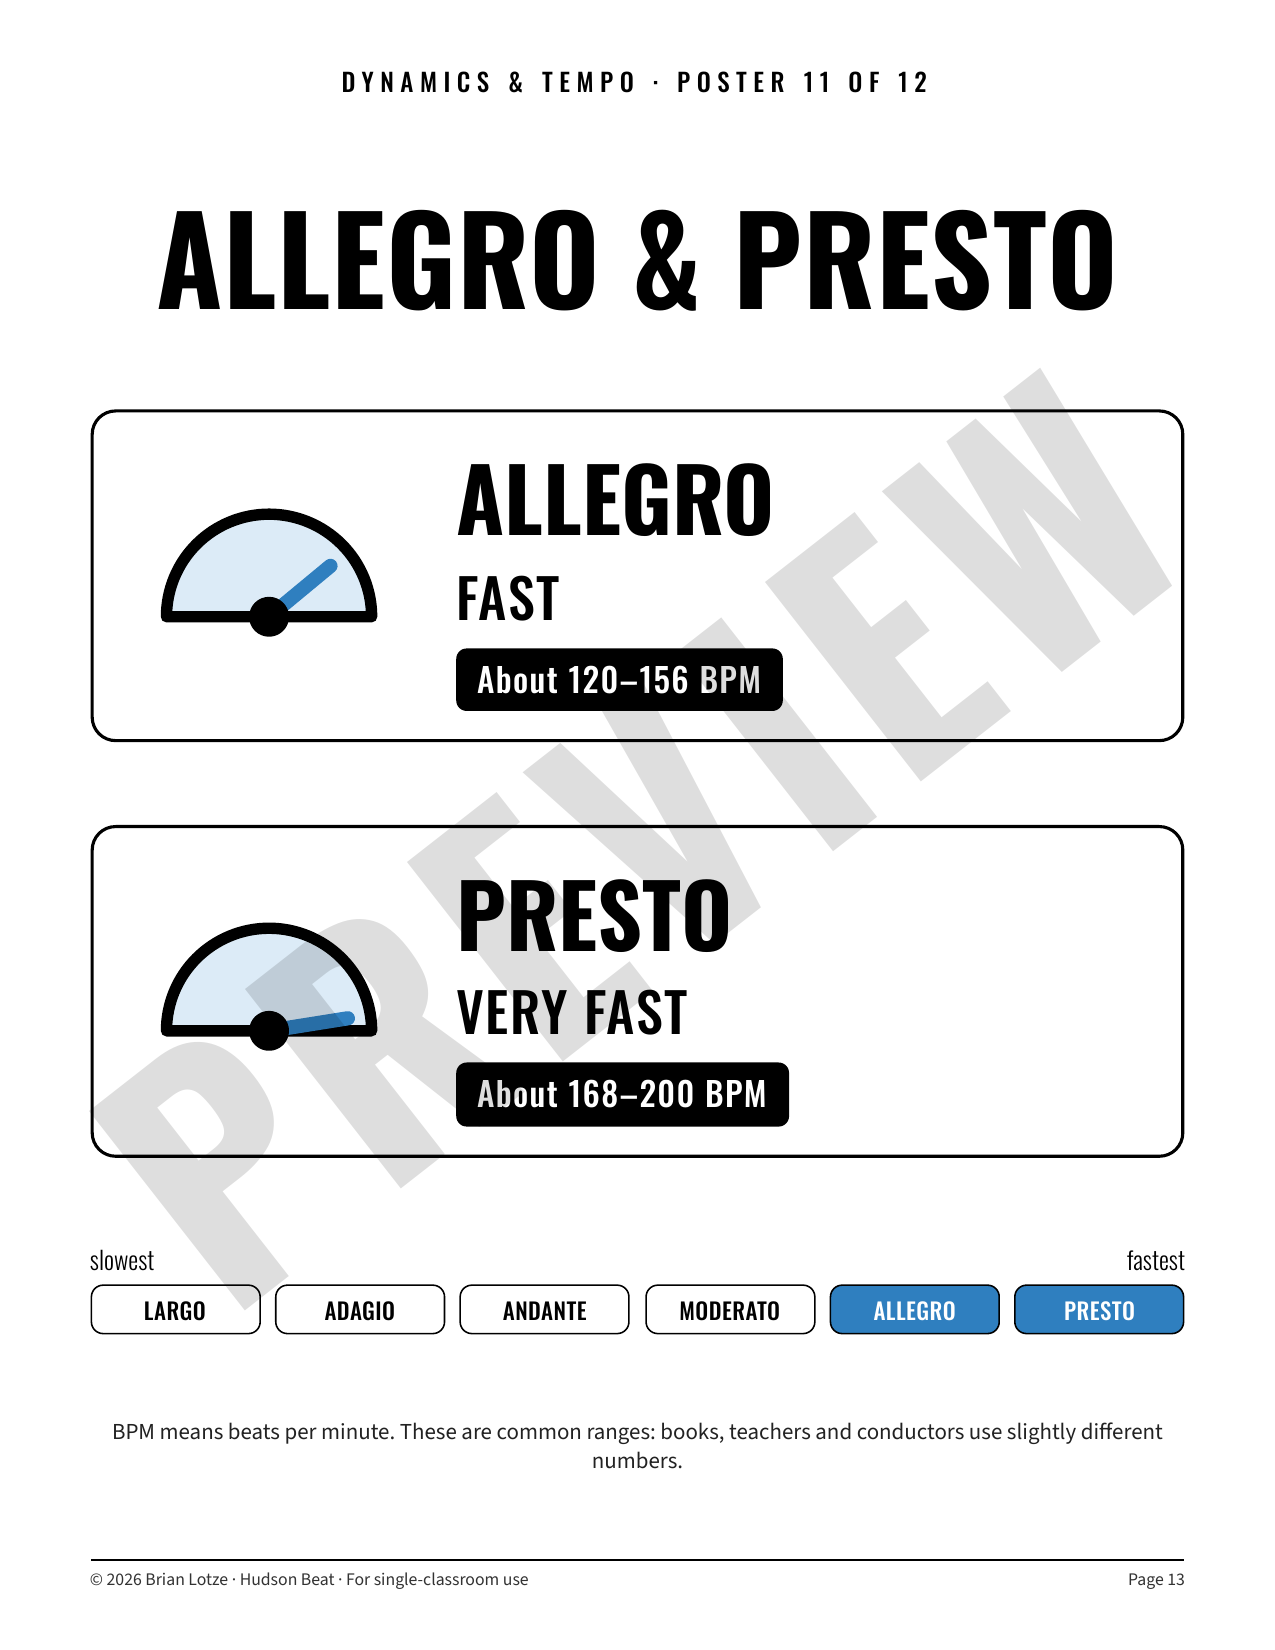 DYNAMICS & TEMPO · POSTER 11 OF 12
ALLEGRO & PRESTO
ALLEGRO
FAST
About 120–156 BPM
PRESTO
VERY FAST
About 168–200 BPM
PREVIEW
slowest fastest
LARGO ADAGIO ANDANTE MODERATO ALLEGRO PRESTO
BPM means beats per minute. These are common ranges: books, teachers and conductors use slightly different
numbers.
© 2026 Brian Lotze · Hudson Beat · For single-classroom use Page 13